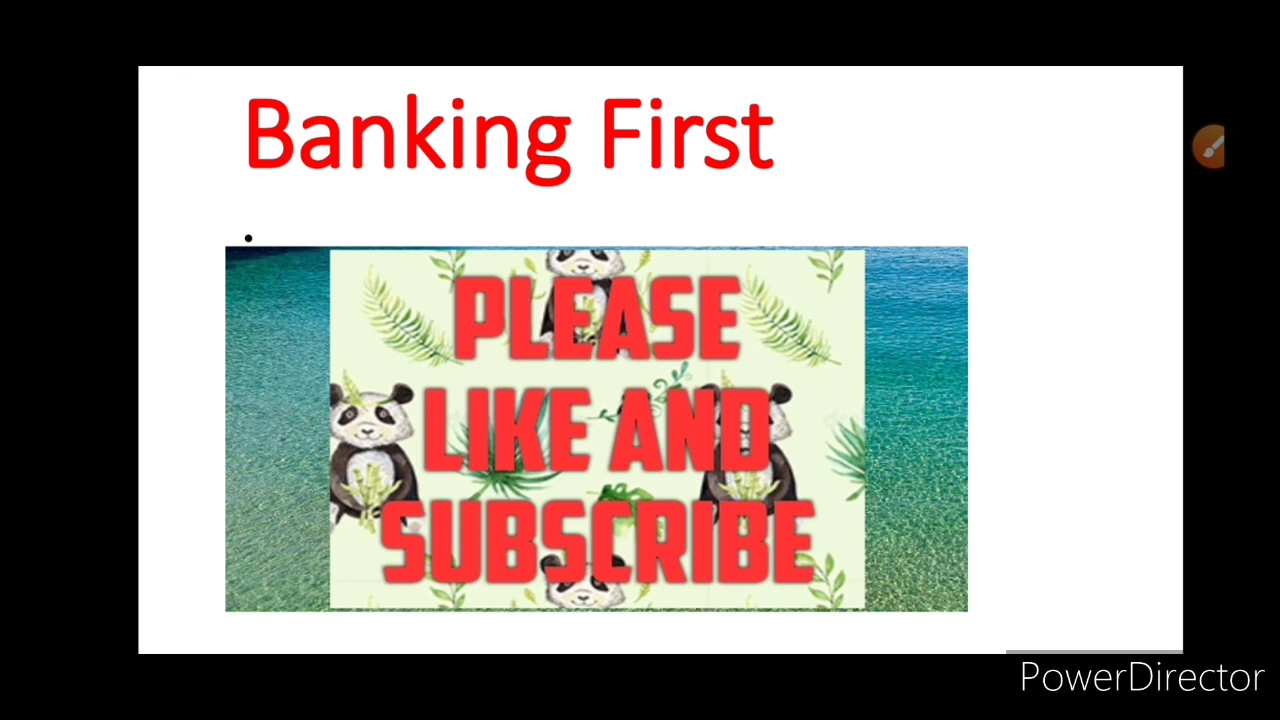 Banking First
PLEASE
LIKE AND
SUBSCRIBE
PowerDirector